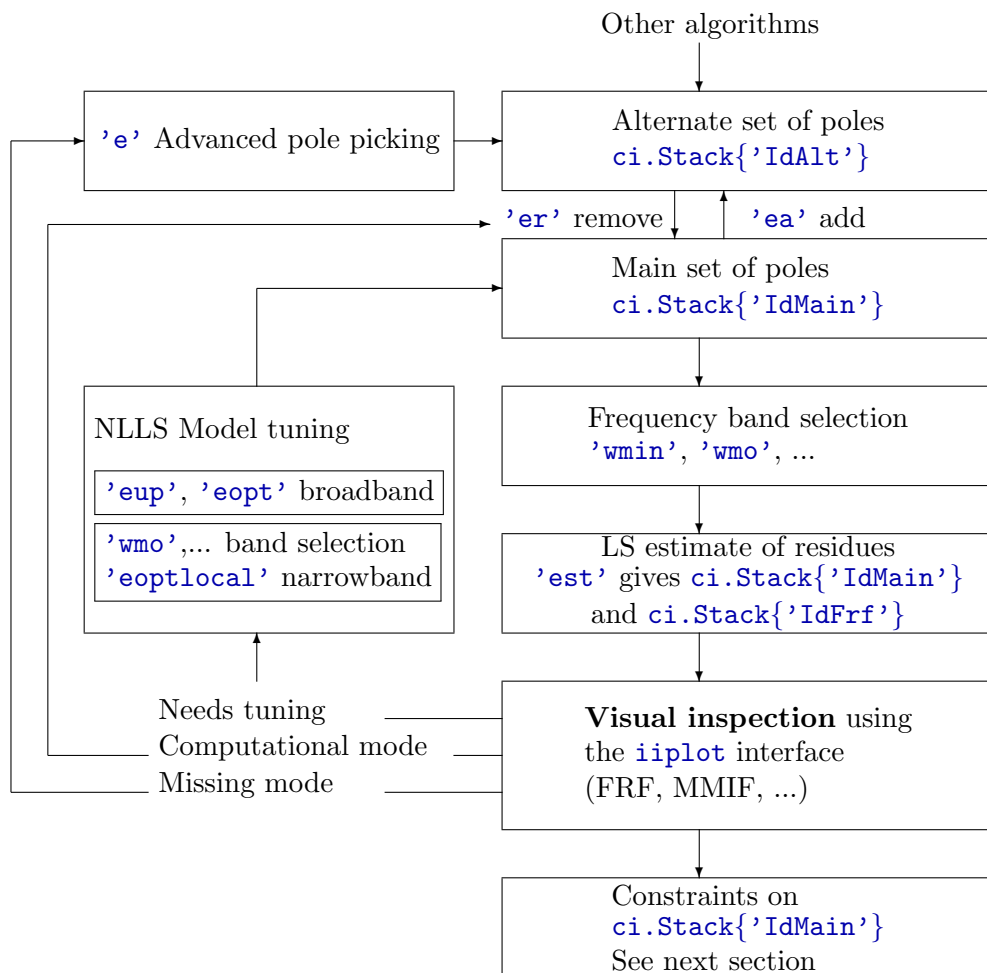 Other algorithms
'e' Advanced pole picking
Alternate set of poles
ci.Stack{'IdAlt'}
'er' remove
'ea' add
Main set of poles
ci.Stack{'IdMain'}
NLLS Model tuning
'eup', 'eopt' broadband
'wmo',... band selection
'eoptlocal' narrowband
Frequency band selection
'wmin', 'wmo', ...
LS estimate of residues
'est' gives ci.Stack{'IdMain'}
and ci.Stack{'IdFrf'}
Needs tuning
Computational mode
Missing mode
Visual inspection using
the iiplot interface
(FRF, MMIF, ...)
Constraints on
ci.Stack{'IdMain'}
See next section